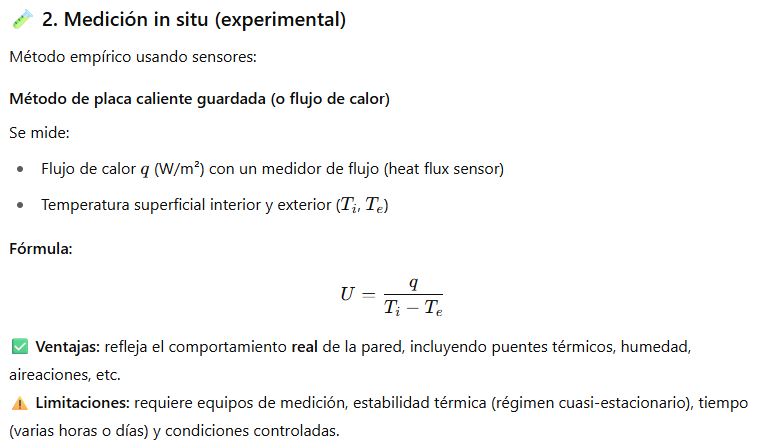 🧪 2. Medición in situ (experimental)
Método empírico usando sensores:
Método de placa caliente guardada (o flujo de calor)
Se mide:
• Flujo de calor q (W/m²) con un medidor de flujo (heat flux sensor)
• Temperatura superficial interior y exterior (Tᵢ, Tₑ)
Fórmula:
U = q / (Tᵢ − Tₑ)
✅ Ventajas: refleja el comportamiento real de la pared, incluyendo puentes térmicos, humedad,
aireaciones, etc.
⚠️ Limitaciones: requiere equipos de medición, estabilidad térmica (régimen cuasi-estacionario), tiempo
(varias horas o días) y condiciones controladas.